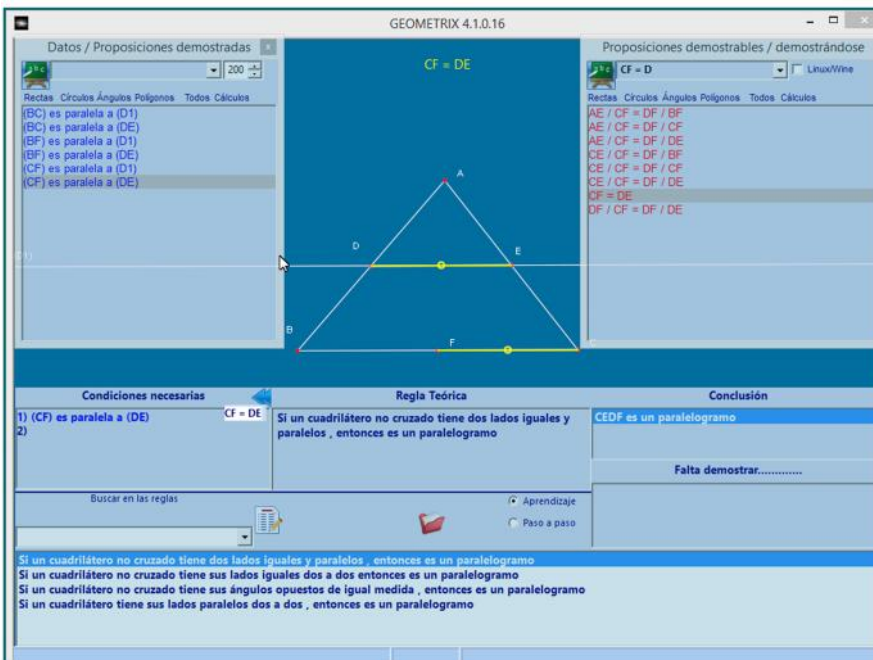 GEOMETRIX 4.1.0.16
Datos / Proposiciones demostradas
200
Rectas Círculos Ángulos Polígonos Todos Cálculos
(BC) es paralela a (D1)
(BC) es paralela a (DE)
(BF) es paralela a (D1)
(BF) es paralela a (DE)
(CF) es paralela a (D1)
(CF) es paralela a (DE)
D1)
CF = DE
A
D
E
B
F
C
Proposiciones demostrables / demostrándose
CF = D
Linux/Wine
Rectas Círculos Ángulos Polígonos Todos Cálculos
AE / CF = DF / BF
AE / CF = DF / CF
AE / CF = DF / DE
CE / CF = DF / BF
CE / CF = DF / CF
CE / CF = DF / DE
CF = DE
DF / CF = DF / DE
Condiciones necesarias
1) (CF) es paralela a (DE)
2)
CF = DE
Regla Teórica
Si un cuadrilátero no cruzado tiene dos lados iguales y
paralelos , entonces es un paralelogramo
Conclusión
CEDF es un paralelogramo
Falta demostrar.............
Buscar en las reglas
Aprendizaje
Paso a paso
Si un cuadrilátero no cruzado tiene dos lados iguales y paralelos , entonces es un paralelogramo
Si un cuadrilátero no cruzado tiene sus lados iguales dos a dos entonces es un paralelogramo
Si un cuadrilátero no cruzado tiene sus ángulos opuestos de igual medida , entonces es un paralelogramo
Si un cuadrilátero tiene sus lados paralelos dos a dos , entonces es un paralelogramo